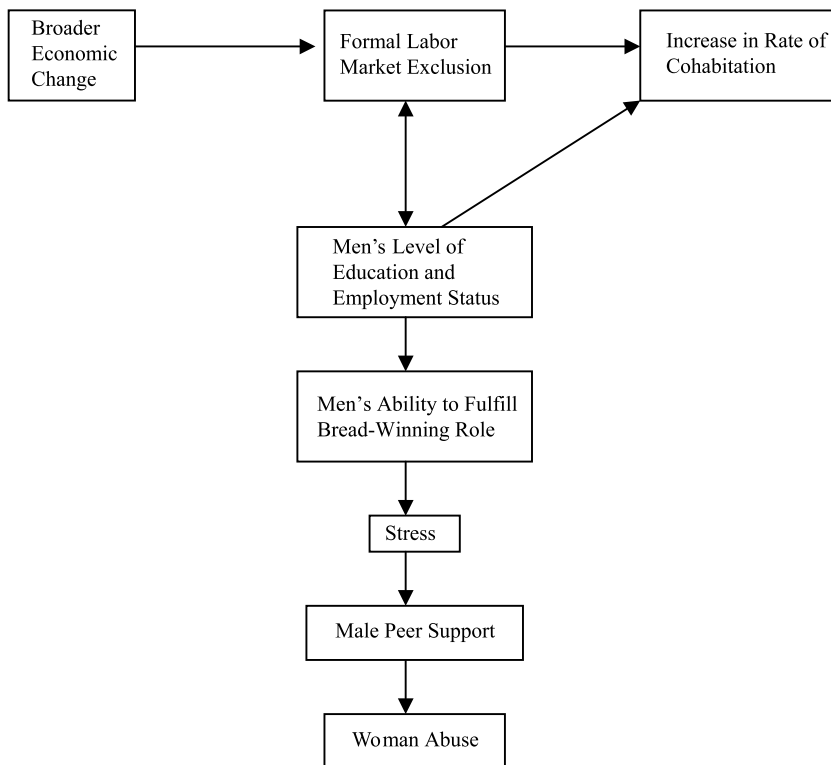 Broader
Economic
Change
Formal Labor
Market Exclusion
Increase in Rate of
Cohabitation
Men’s Level of
Education and
Employment Status
Men’s Ability to Fulfill
Bread-Winning Role
Stress
Male Peer Support
Woman Abuse